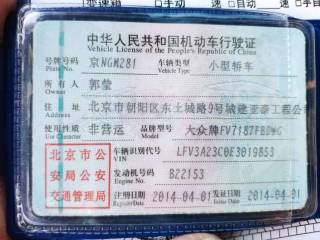 中华人民共和国机动车行驶证
Vehicle License of the People's Republic of China
号牌号码 京NGM281 车辆类型 小型轿车
Plate No. Vehicle Type
所有人 郭莹
Owner
住址 北京市朝阳区东土城路9号城建亚泰工程公
Address
使用性质 非营运 品牌型号 大众牌FV7187FBDWG
Use Character Model
北京市公安局公安交通管理局
车辆识别代号 LFV3A23C0E3019853
VIN
发动机号码 B22153
Engine No.
注册日期 2014-04-01 发证日期 2014-04-01
Register Date Issue Date